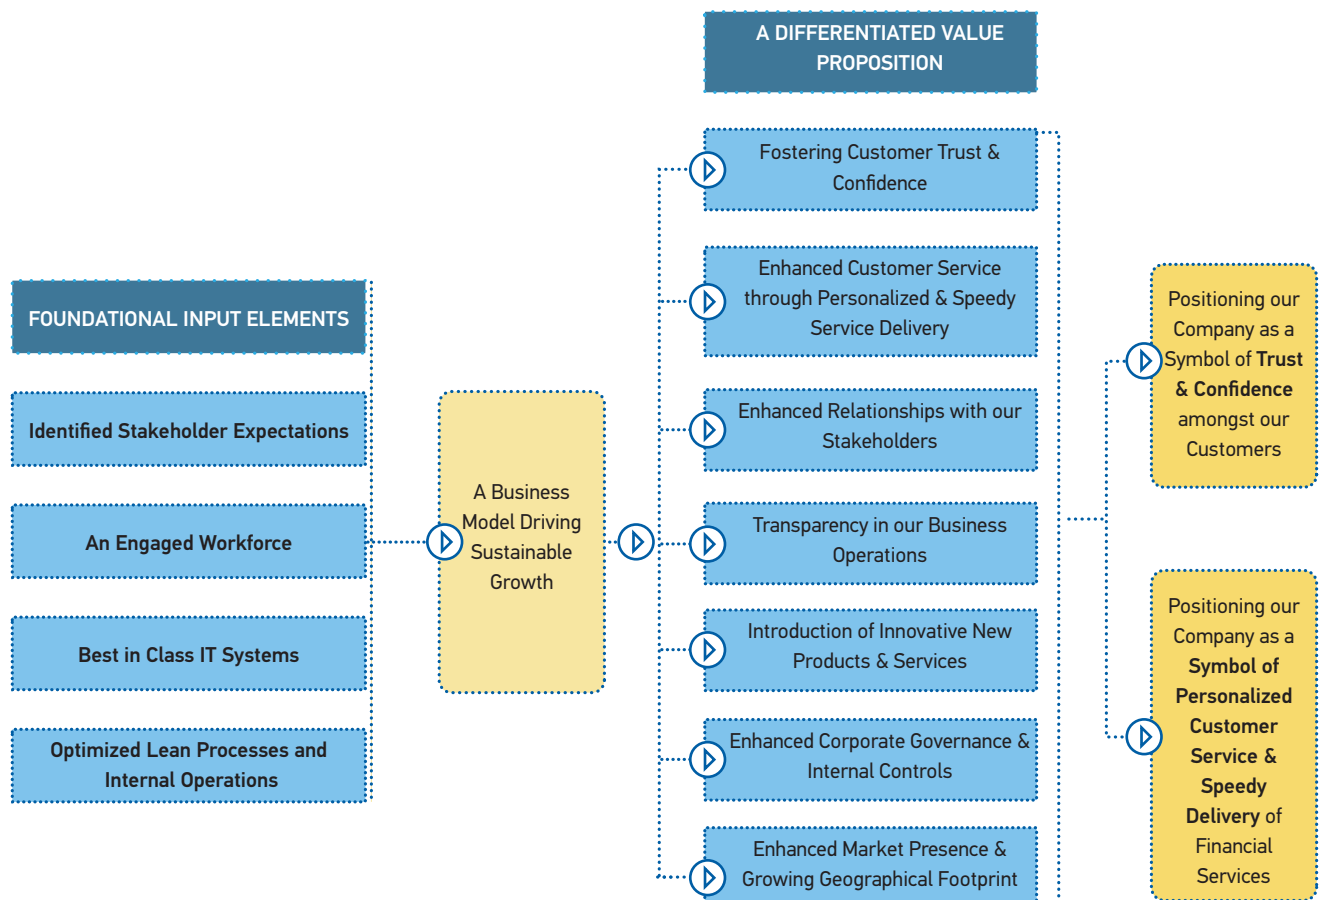 FOUNDATIONAL INPUT ELEMENTS
Identified Stakeholder Expectations
An Engaged Workforce
Best in Class IT Systems
Optimized Lean Processes and
Internal Operations
A Business
Model Driving
Sustainable
Growth
A DIFFERENTIATED VALUE
PROPOSITION
Fostering Customer Trust &
Confidence
Enhanced Customer Service
through Personalized & Speedy
Service Delivery
Enhanced Relationships with our
Stakeholders
Transparency in our Business
Operations
Introduction of Innovative New
Products & Services
Enhanced Corporate Governance &
Internal Controls
Enhanced Market Presence &
Growing Geographical Footprint
Positioning our
Company as a
Symbol of Trust
& Confidence
amongst our
Customers
Positioning our
Company as a
Symbol of
Personalized
Customer
Service &
Speedy
Delivery of
Financial
Services